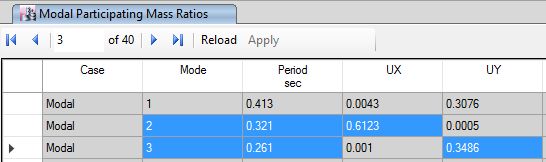 Modal Participating Mass Ratios
3 of 40 Reload Apply
Case Mode Period UX UY
sec
Modal 1 0.413 0.0043 0.3076
Modal 2 0.321 0.6123 0.0005
Modal 3 0.261 0.001 0.3486